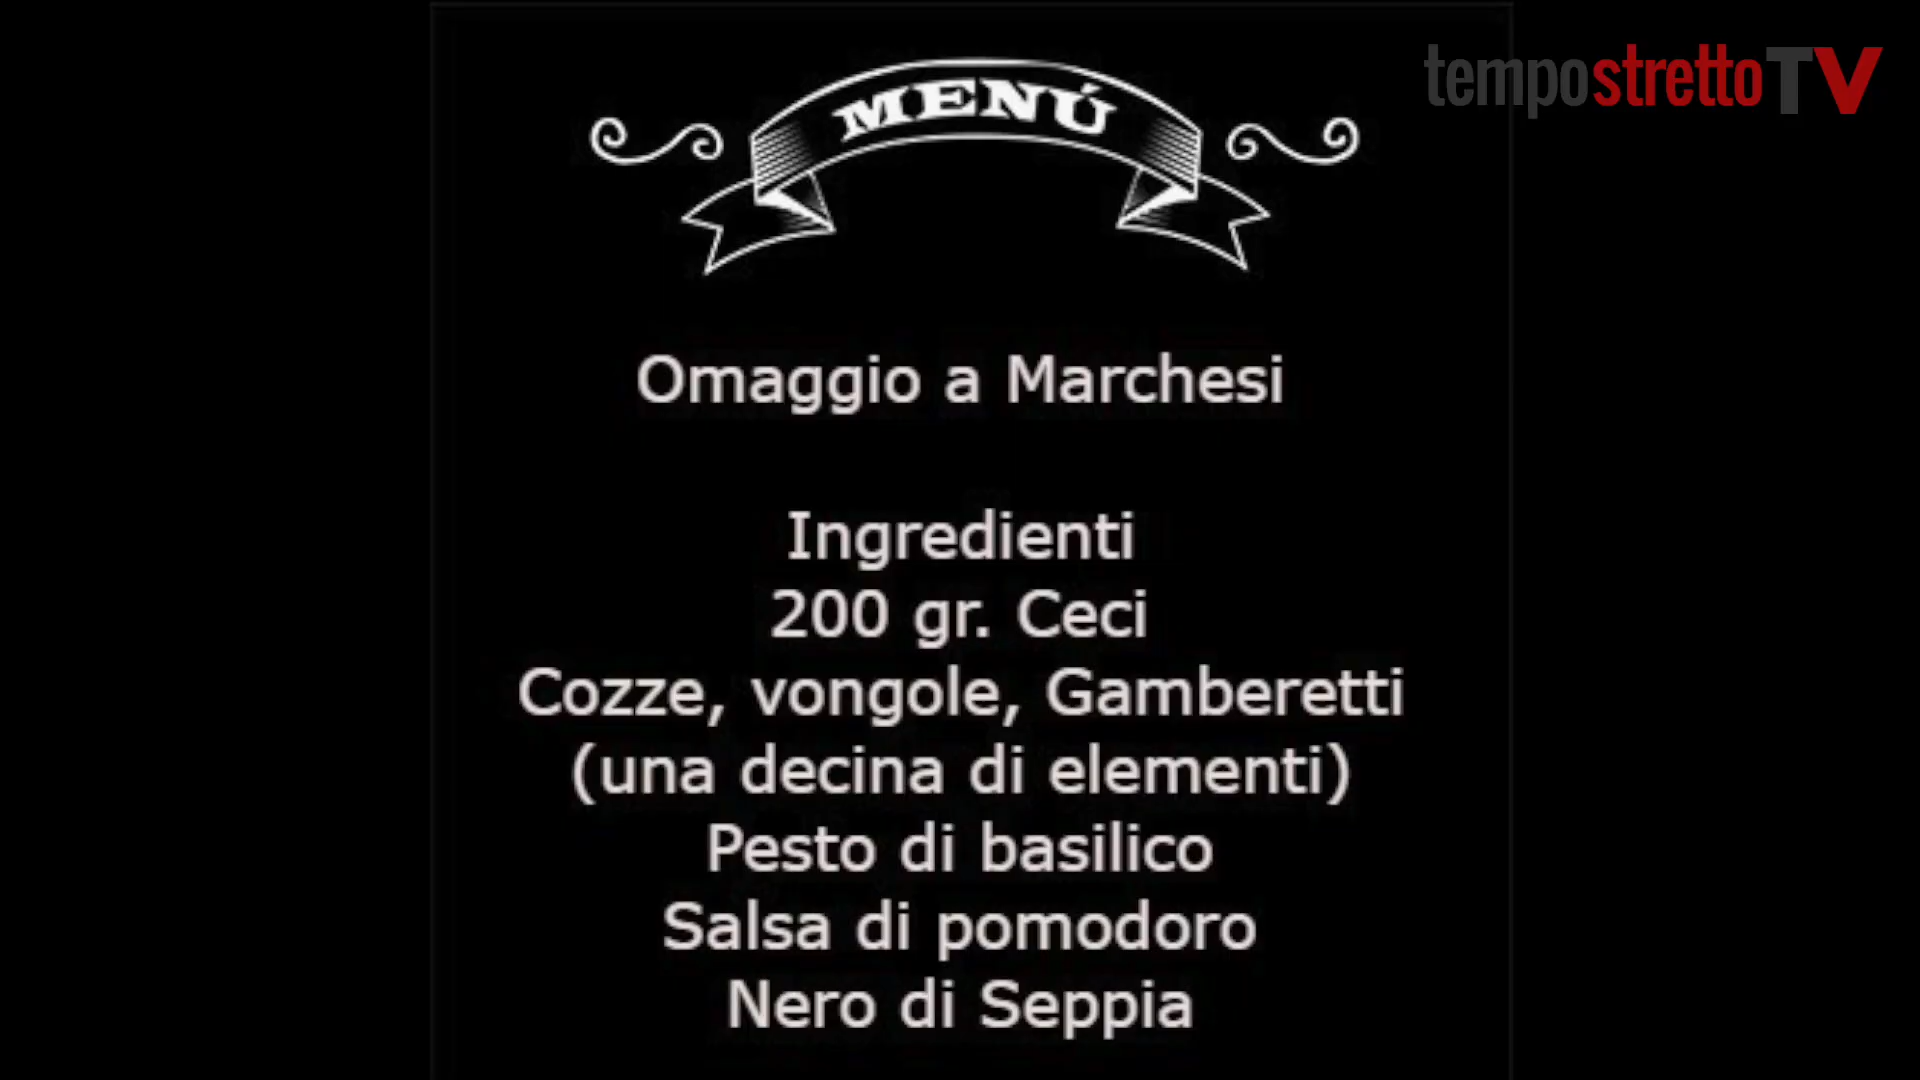 tempostrettoTV
MENÚ
Omaggio a Marchesi
Ingredienti
200 gr. Ceci
Cozze, vongole, Gamberetti
(una decina di elementi)
Pesto di basilico
Salsa di pomodoro
Nero di Seppia